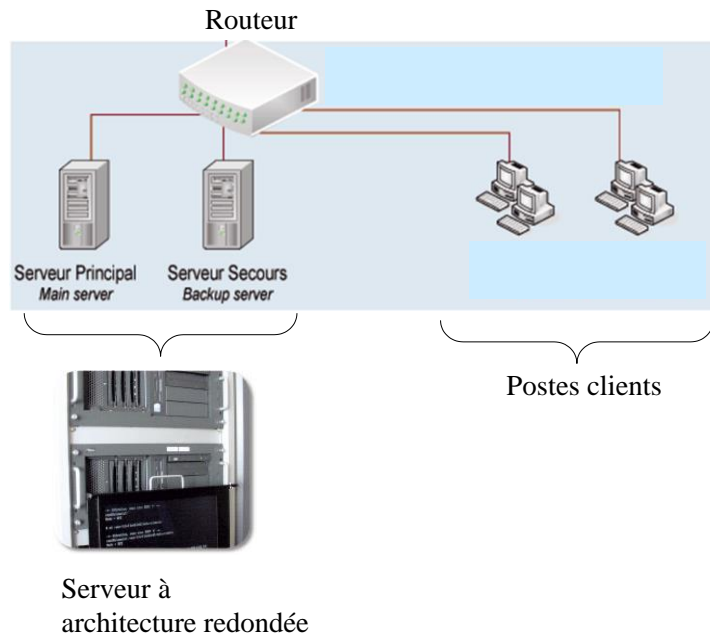 Routeur
Serveur Principal
Main server
Serveur Secours
Backup server
Postes clients
Serveur à
architecture redondée